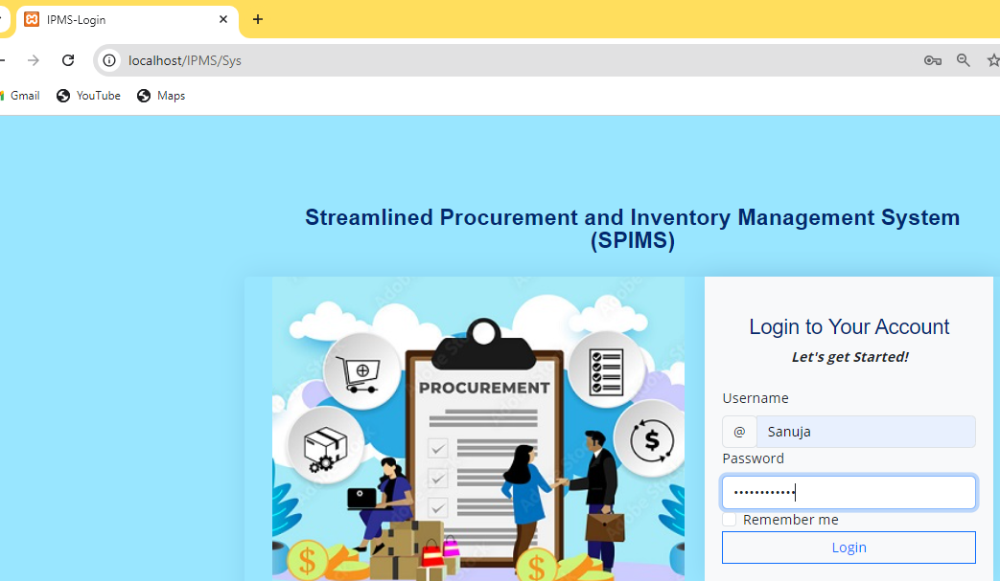 IPMS-Login
localhost/IPMS/Sys
Gmail YouTube Maps
Streamlined Procurement and Inventory Management System
(SPIMS)
PROCUREMENT
Login to Your Account
Let's get Started!
Username
@ Sanuja
Password
Remember me
Login